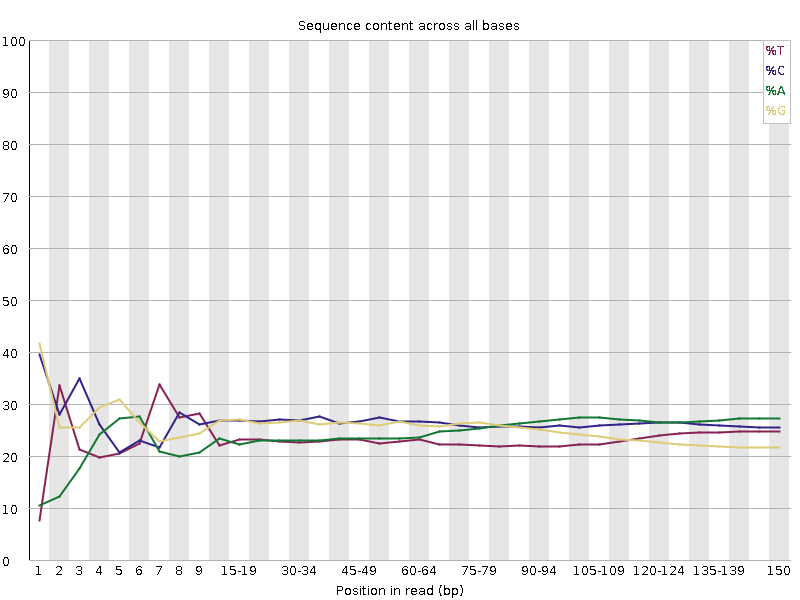 Sequence content across all bases
100
90
80
70
60
50
40
30
20
10
0
%T
%C
%A
%G
1 2 3 4 5 6 7 8 9 15-19 30-34 45-49 60-64 75-79 90-94 105-109 120-124 135-139 150
Position in read (bp)